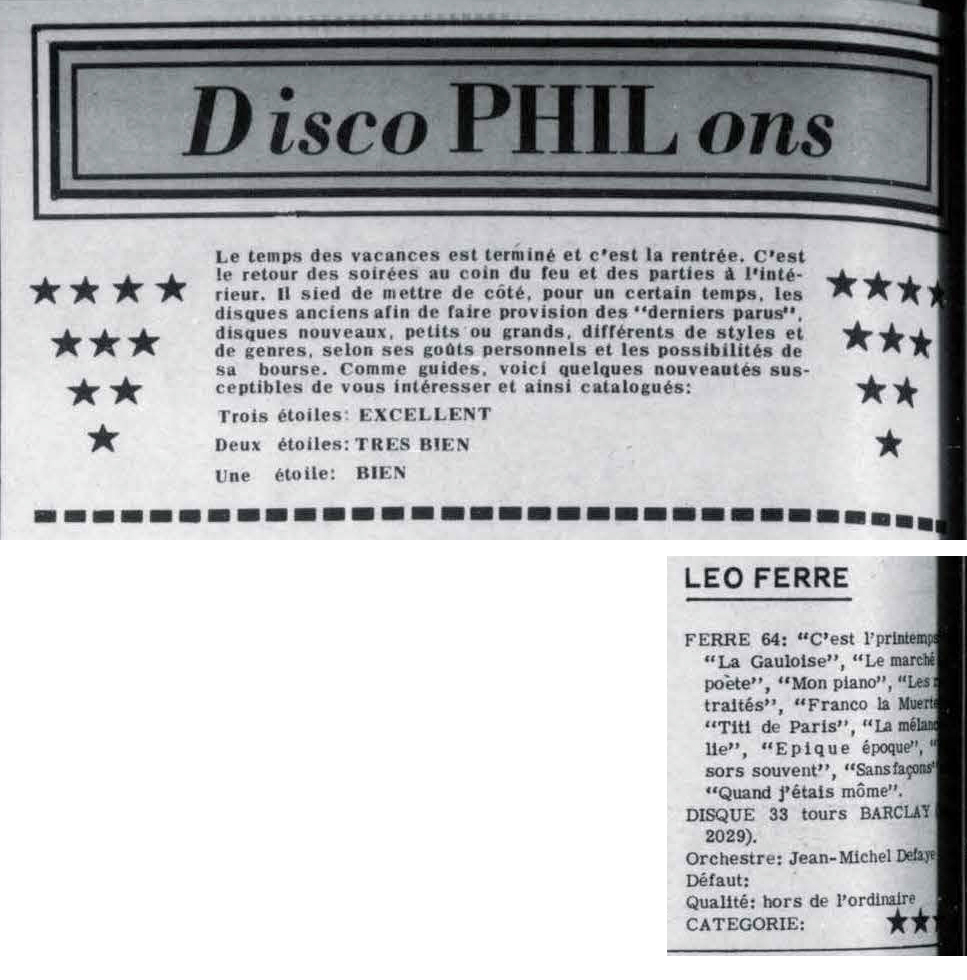 Disco PHIL ons
Le temps des vacances est terminé et c'est la rentrée. C'est
le retour des soirées au coin du feu et des parties à l'inté-
rieur. Il sied de mettre de côté, pour un certain temps, les
disques anciens afin de faire provision des "derniers parus",
disques nouveaux, petits ou grands, différents de styles et
de genres, selon ses goûts personnels et les possibilités de
sa bourse. Comme guides, voici quelques nouveautés sus-
ceptibles de vous intéresser et ainsi catalogués:
Trois étoiles: EXCELLENT
Deux étoiles: TRES BIEN
Une étoile: BIEN
LEO FERRE
FERRE 64: "C'est l'printemps
"La Gauloise", "Le marché
poète", "Mon piano", "Les
traités", "Franco la Muerte
"Titi de Paris", "La mélanc
lie", "Epique époque", "
sors souvent", "Sans façons"
"Quand j'étais môme".
DISQUE 33 tours BARCLAY
2029).
Orchestre: Jean-Michel Defaye
Défaut:
Qualité: hors de l'ordinaire
CATEGORIE: